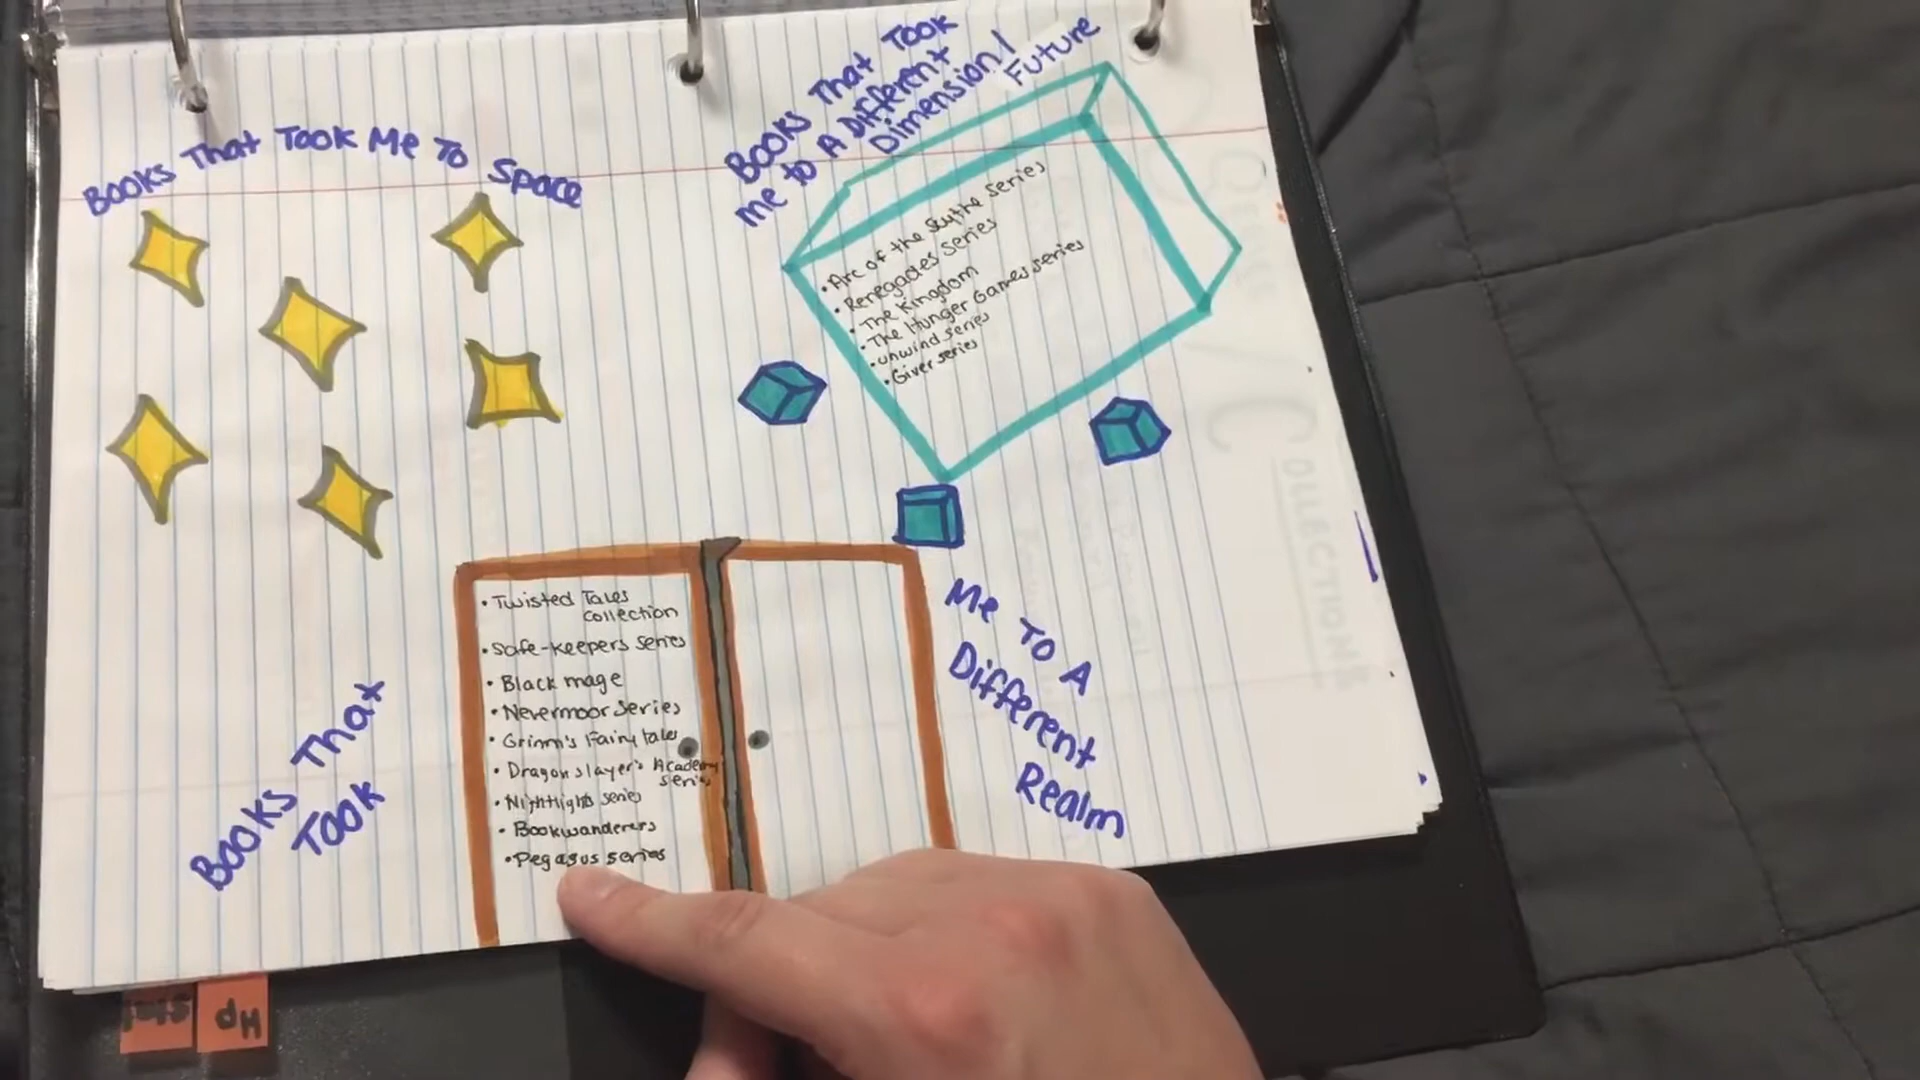 Books That Took Me To Space
Books That Took
me to A Different
Dimension/
Future
• Arc of the Scythe series
• Renegades series
• The Kingdom
• The Hunger Games series
• unwind series
• Giver series
Books That
Took
Me To A
Different
Realm
• Twisted Tales
collection
• Safe-keepers series
• Black mage
• Nevermoor series
• Grimm's Fairy tales
• Dragonslayer's Academy
series
• Nightlights series
• Bookwanderers
• Pegasus series
OLLECTIONS
Hp